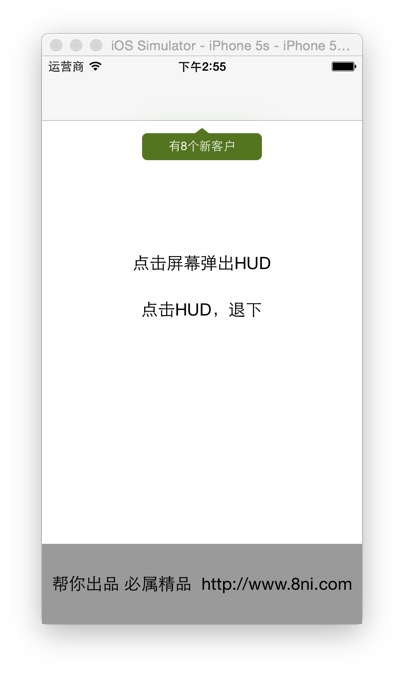 iOS Simulator - iPhone 5s - iPhone 5...
运营商 下午2:55
有8个新客户
点击屏幕弹出HUD
点击HUD，退下
帮你出品 必属精品 http://www.8ni.com